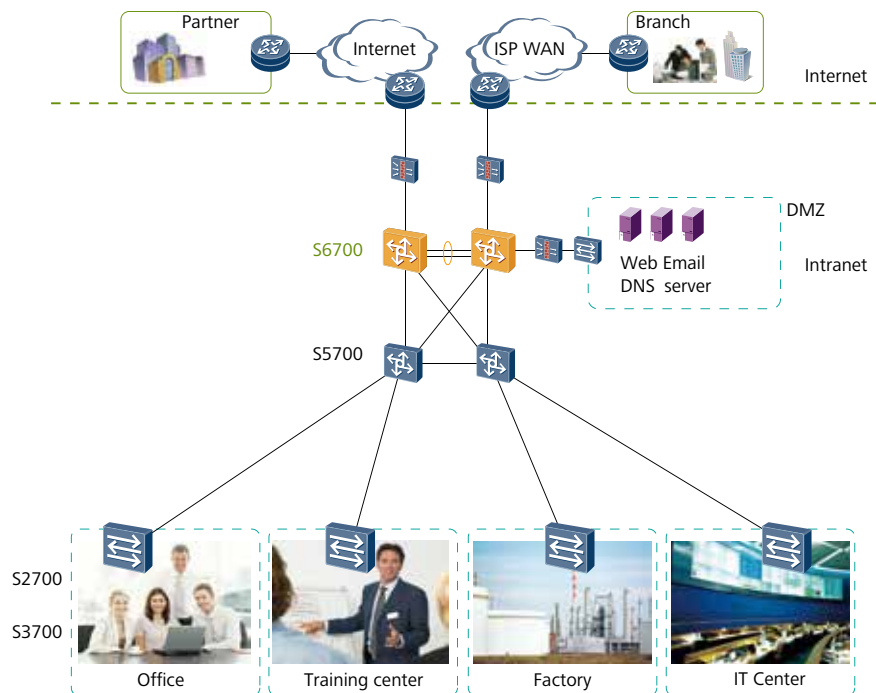 Partner
Internet
ISP WAN
Branch
Internet
DMZ
S6700
Web Email
DNS server
Intranet
S5700
S2700
S3700
Office
Training center
Factory
IT Center